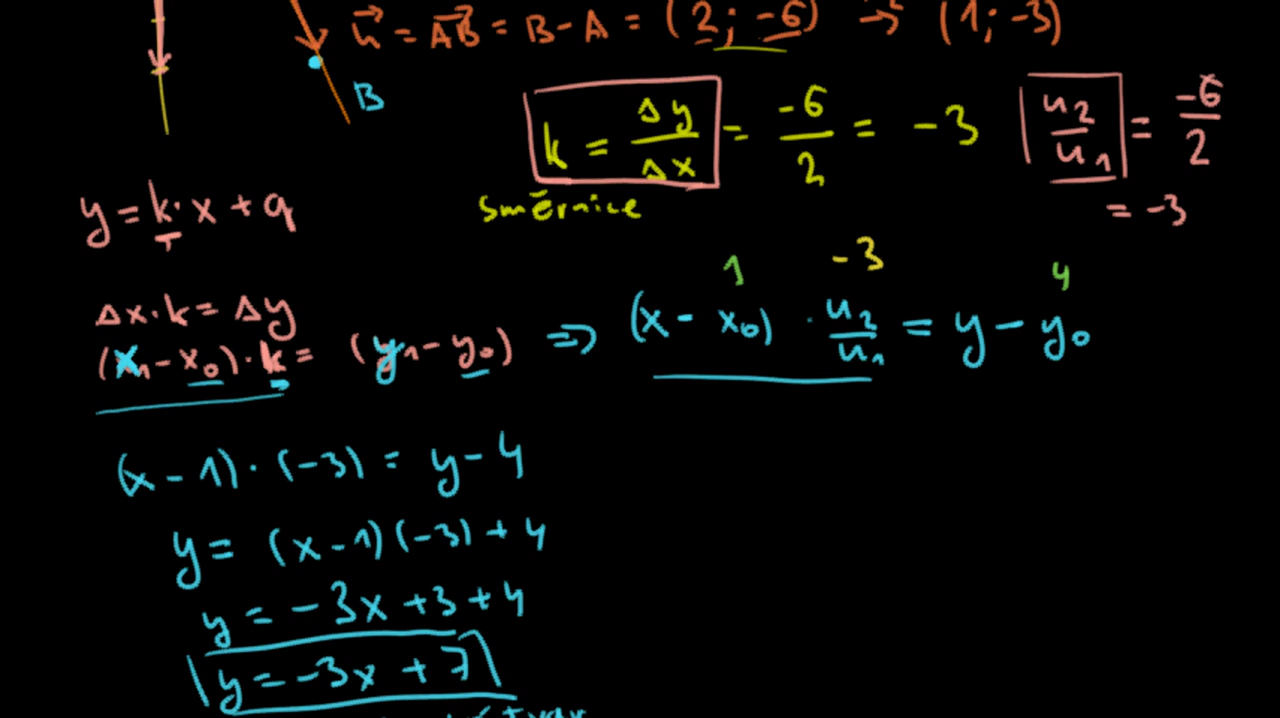 u⃗ = A⃗B⃗ = B - A = (2; -6) → (1; -3)
B
k = Δy/Δx = -6/2 = -3
u₂/u₁ = -6/2
= -3
směrnice
y = k · x + q
Δx · k = Δy
(x₁ - x₀) · k = (y₁ - y₀) ⇒ (x - x₀) · u₂/u₁ = y - y₀
1 -3 4
(x - 1) · (-3) = y - 4
y = (x - 1)(-3) + 4
y = -3x + 3 + 4
y = -3x + 7